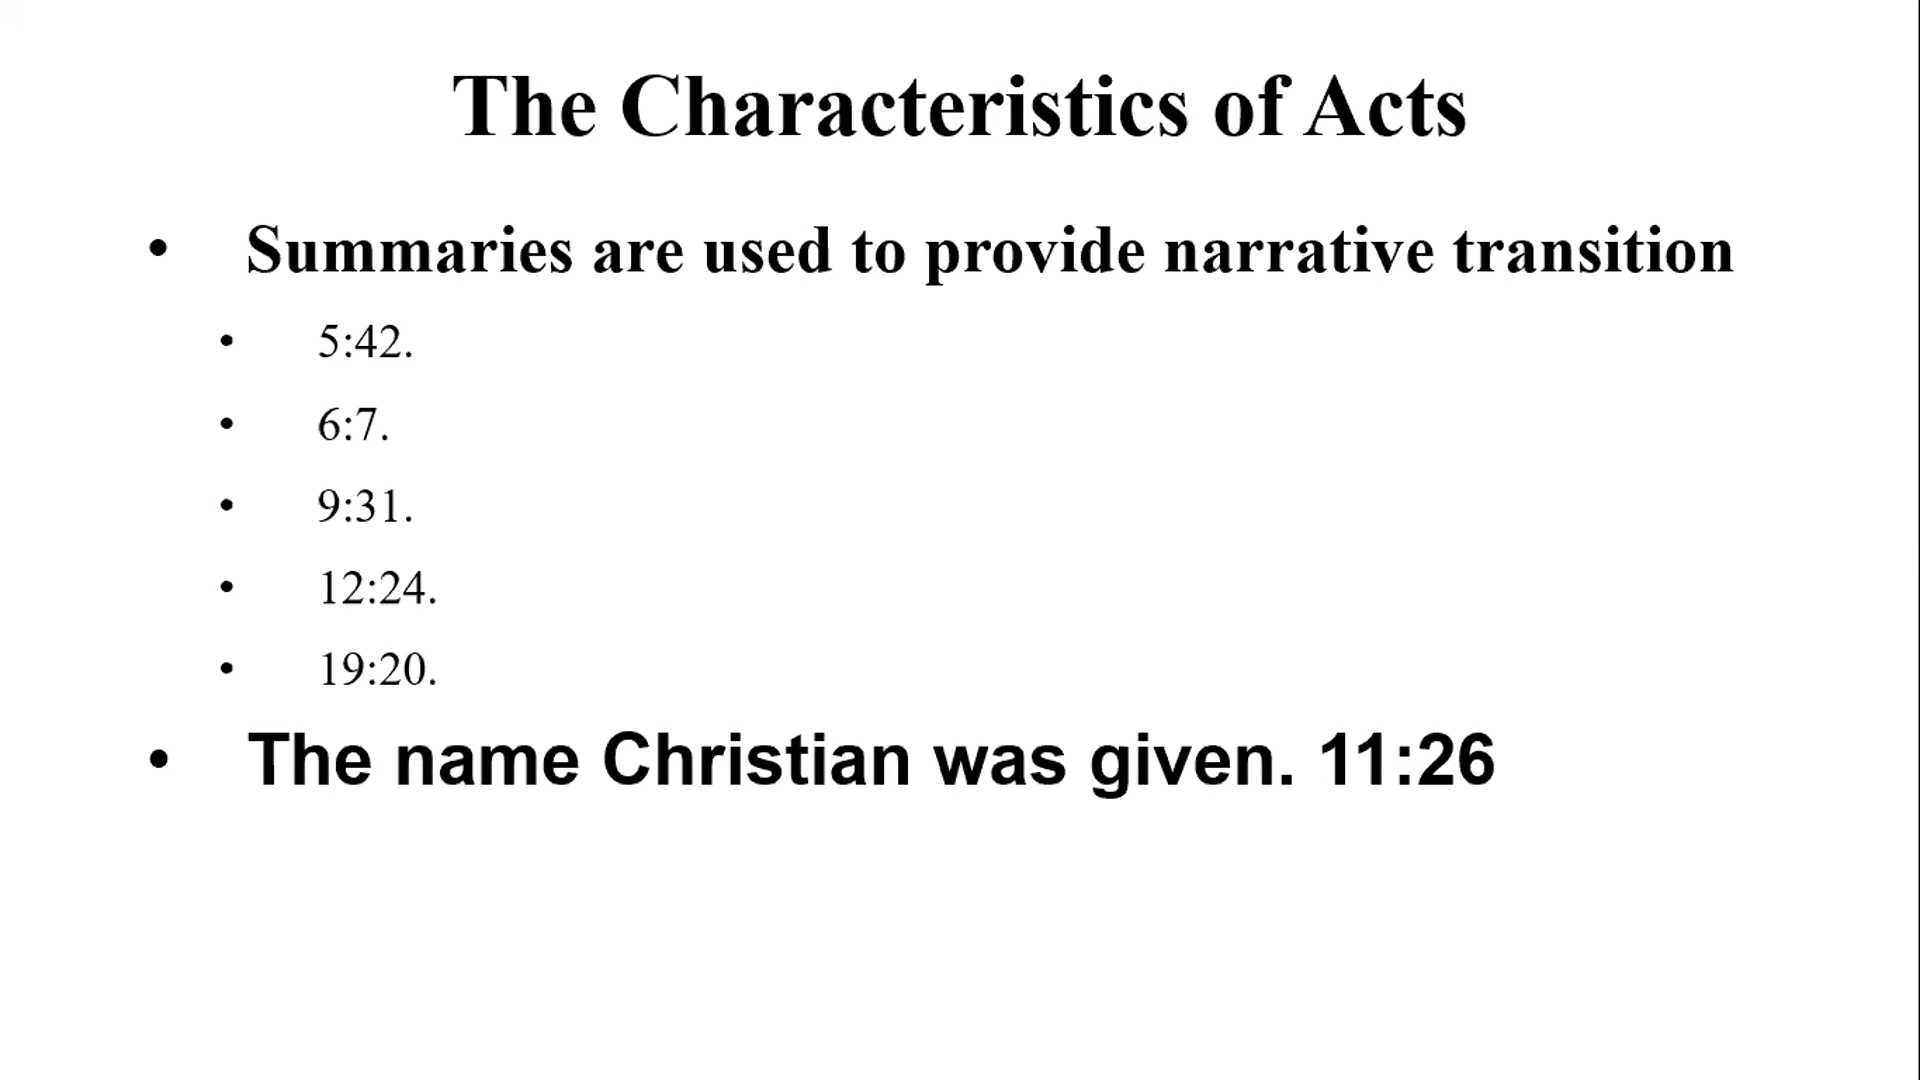 The Characteristics of Acts
• Summaries are used to provide narrative transition
• 5:42.
• 6:7.
• 9:31.
• 12:24.
• 19:20.
• The name Christian was given. 11:26